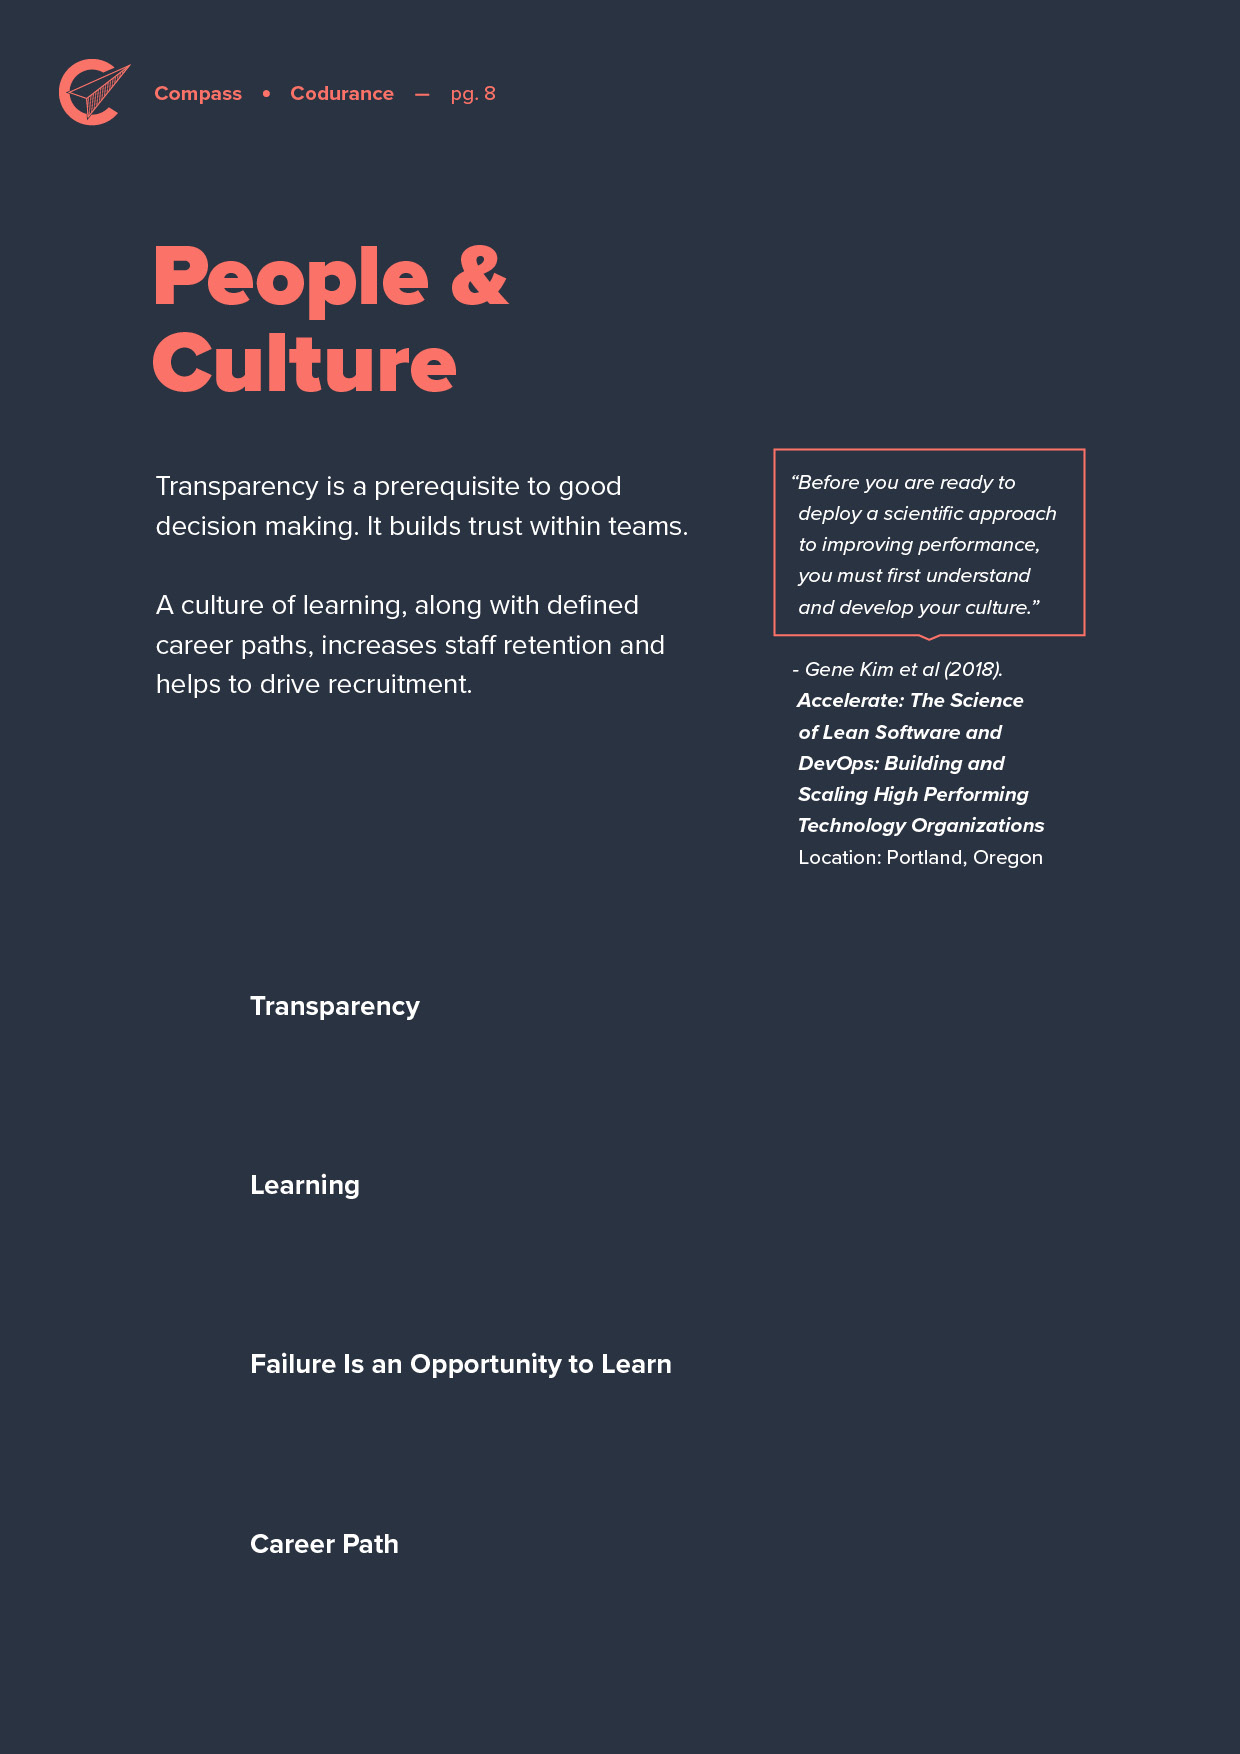 Compass • Codurance — pg. 8
People &
Culture
Transparency is a prerequisite to good
decision making. It builds trust within teams.
A culture of learning, along with defined
career paths, increases staff retention and
helps to drive recruitment.
“Before you are ready to
deploy a scientific approach
to improving performance,
you must first understand
and develop your culture.”
- Gene Kim et al (2018).
Accelerate: The Science
of Lean Software and
DevOps: Building and
Scaling High Performing
Technology Organizations
Location: Portland, Oregon
Transparency
Learning
Failure Is an Opportunity to Learn
Career Path